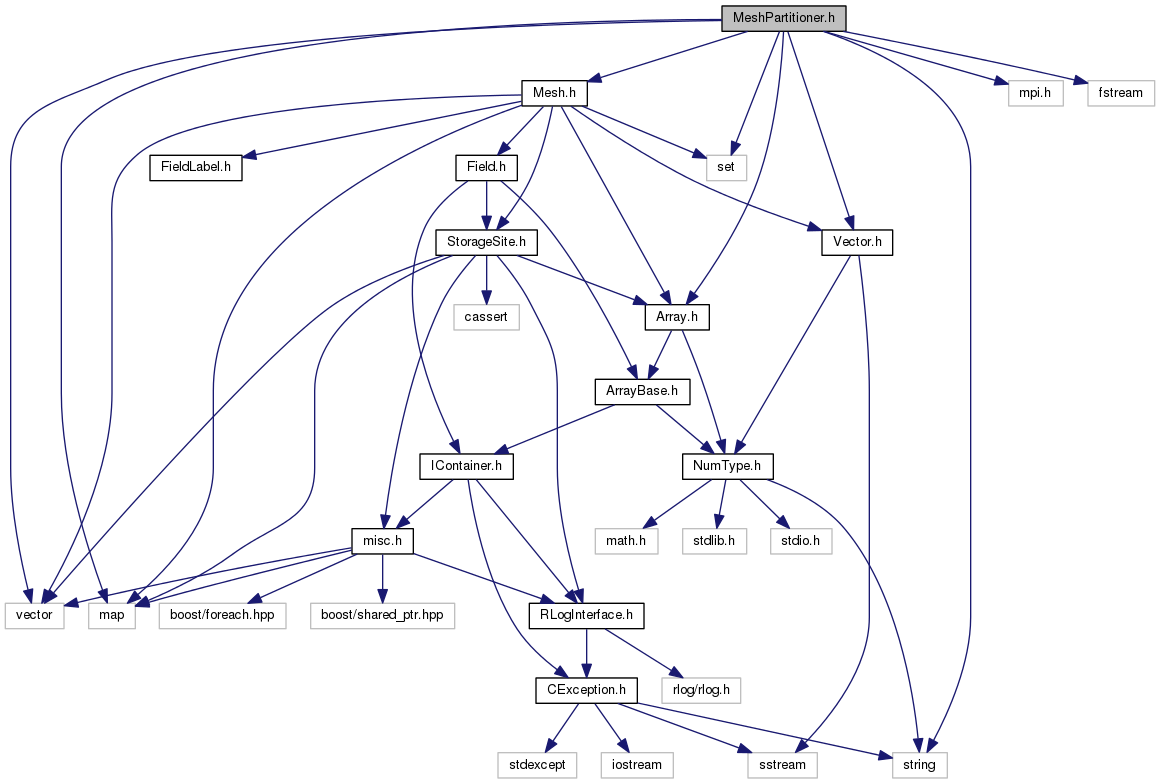 MeshPartitioner.h
Mesh.h
mpi.h
fstream
FieldLabel.h
Field.h
set
StorageSite.h
Vector.h
cassert
Array.h
ArrayBase.h
IContainer.h
NumType.h
misc.h
math.h
stdlib.h
stdio.h
vector
map
boost/foreach.hpp
boost/shared_ptr.hpp
RLogInterface.h
CException.h
rlog/rlog.h
stdexcept
iostream
sstream
string